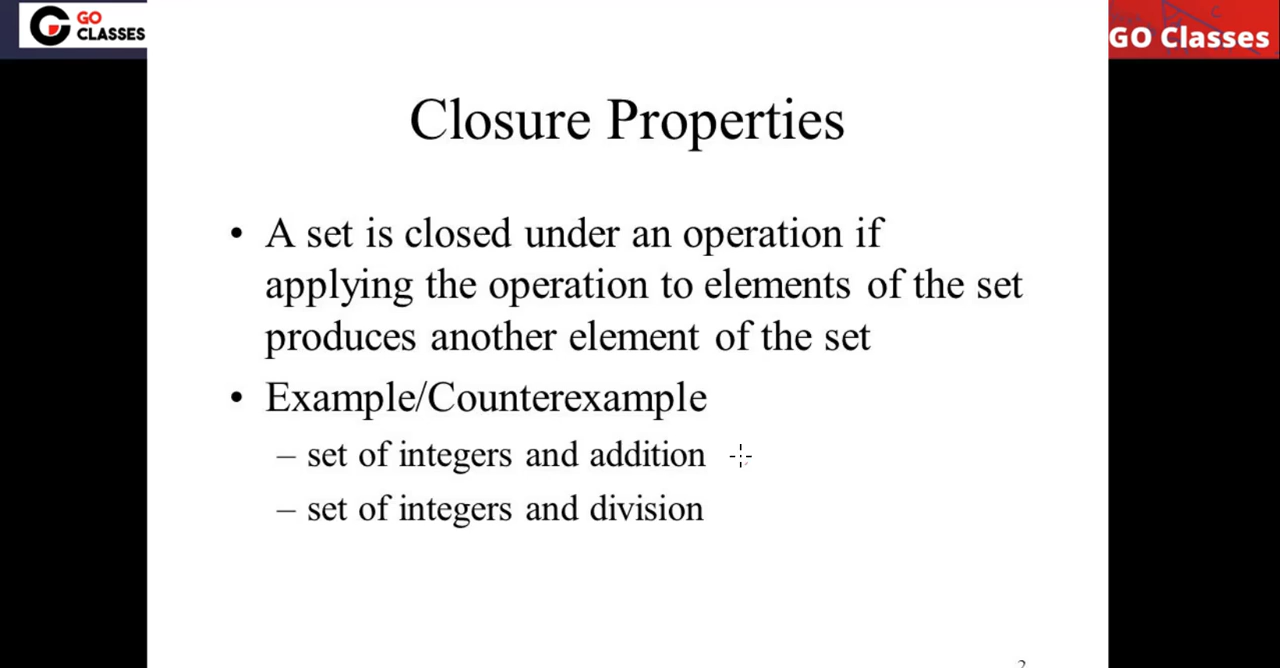 GO
CLASSES
GO Classes
Closure Properties
• A set is closed under an operation if
applying the operation to elements of the set
produces another element of the set
• Example/Counterexample
– set of integers and addition
– set of integers and division